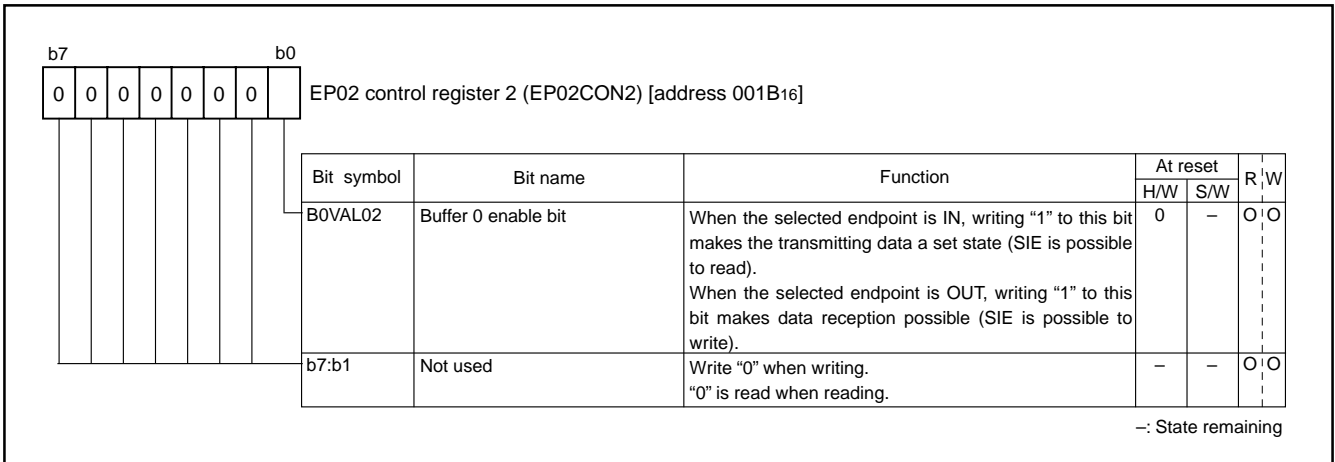 b7 b0
0 0 0 0 0 0 0 EP02 control register 2 (EP02CON2) [address 001B16]
Bit symbol Bit name Function At reset R W
H/W S/W
B0VAL02 Buffer 0 enable bit When the selected endpoint is IN, writing “1” to this bit 0 – O O
makes the transmitting data a set state (SIE is possible
to read).
When the selected endpoint is OUT, writing “1” to this
bit makes data reception possible (SIE is possible to
write).
b7:b1 Not used Write “0” when writing. – – O O
“0” is read when reading.
–: State remaining